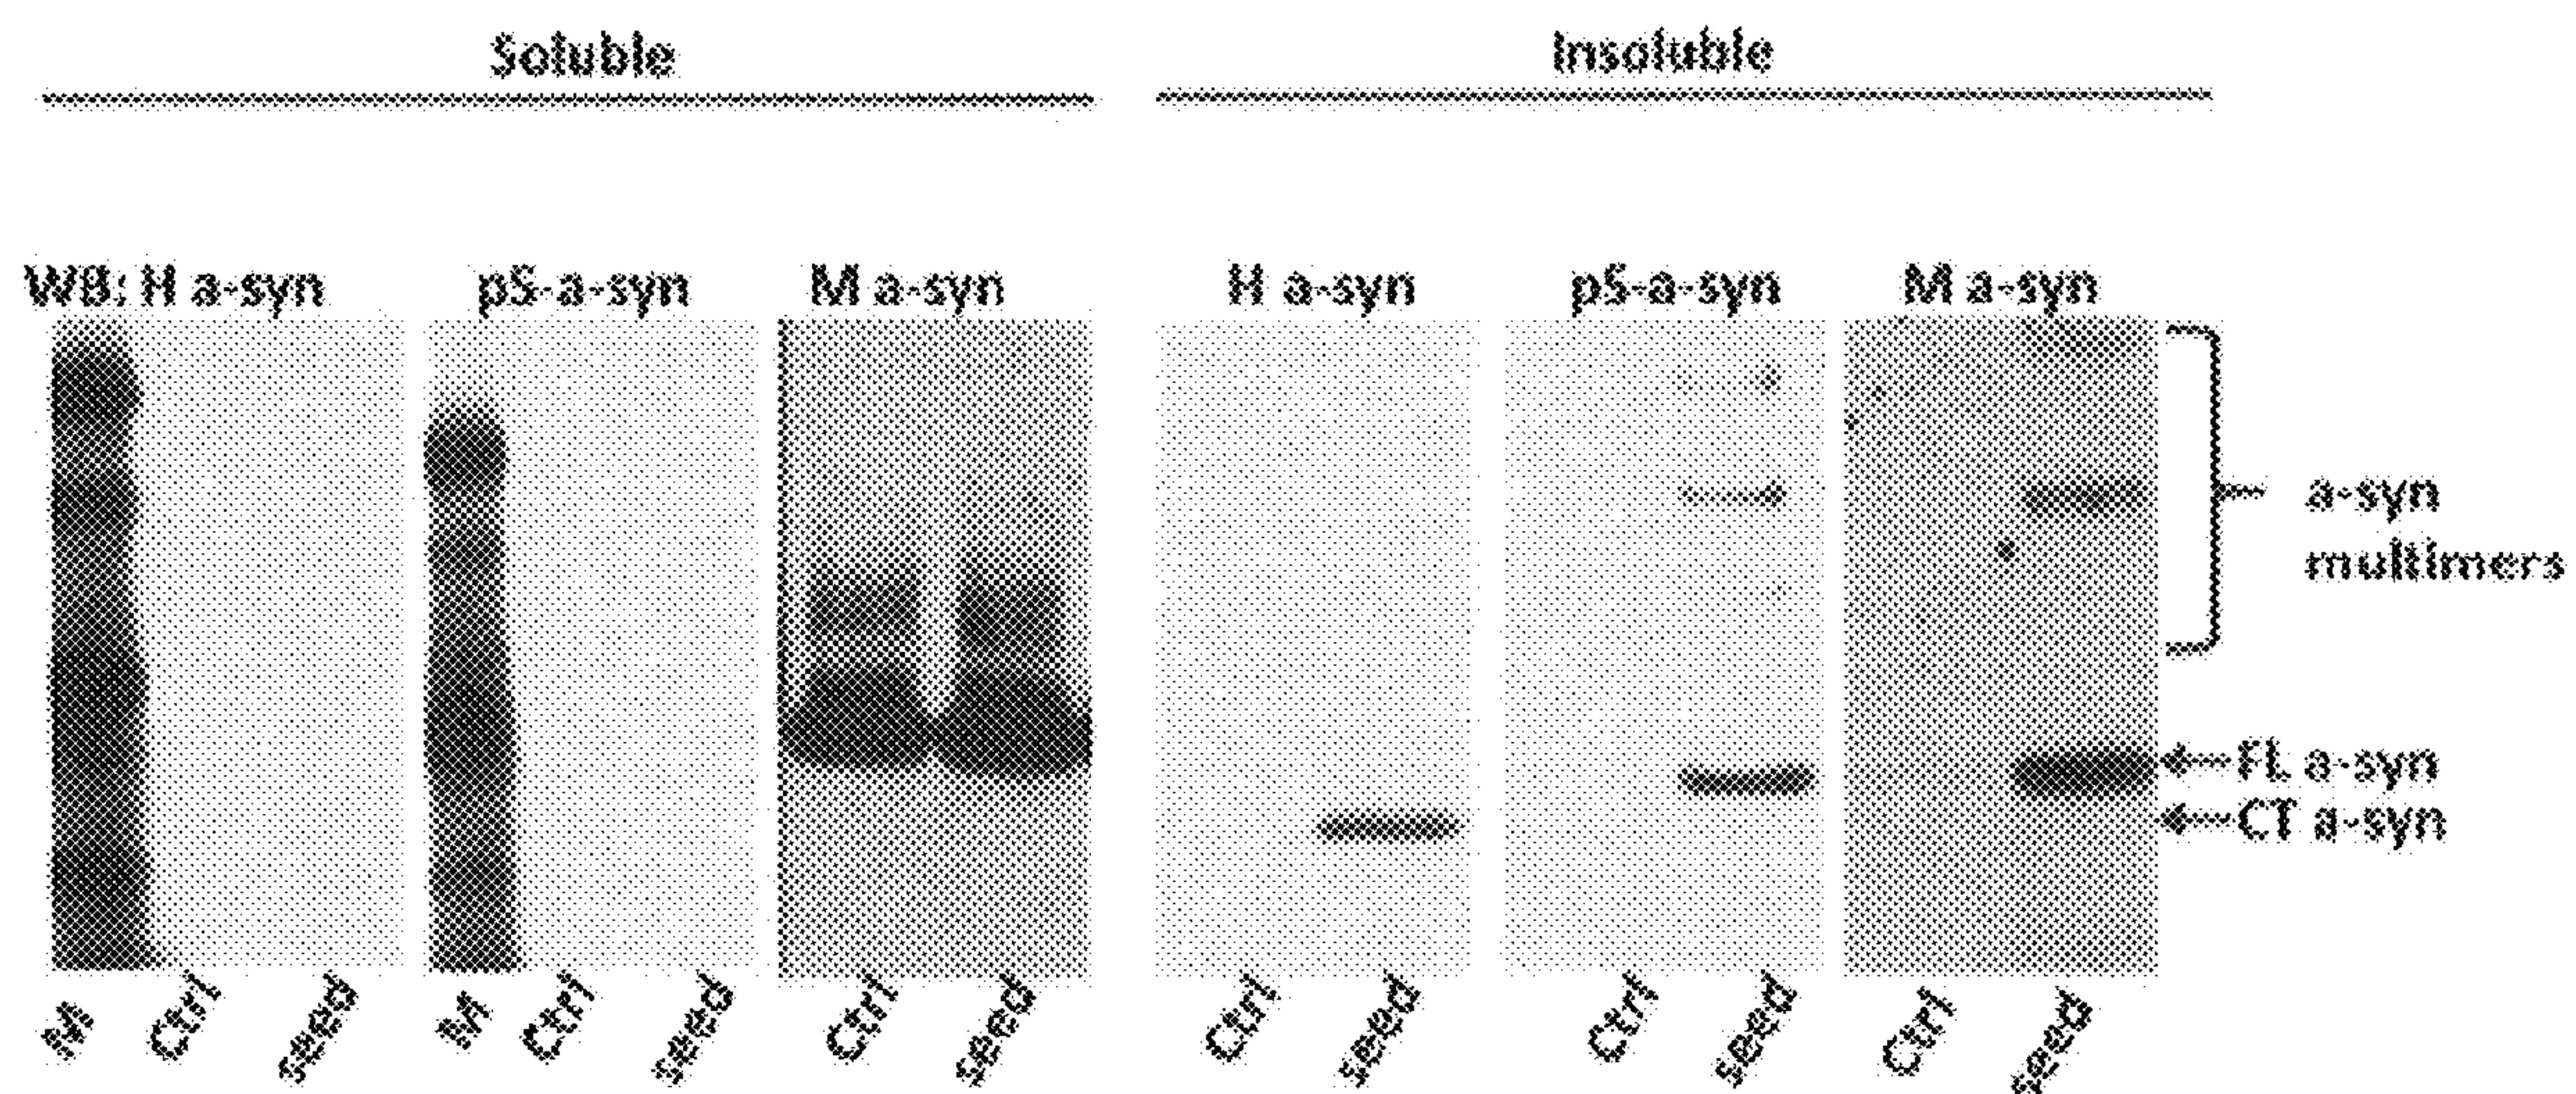 Soluble
Insoluble
WB: H a-syn
pS-a-syn
M a-syn
H a-syn
pS-a-syn
M a-syn
a-syn
multimers
FL a-syn
CT a-syn
M
Ctrl
seed
M
Ctrl
seed
Ctrl
seed
Ctrl
seed
Ctrl
seed
Ctrl
seed